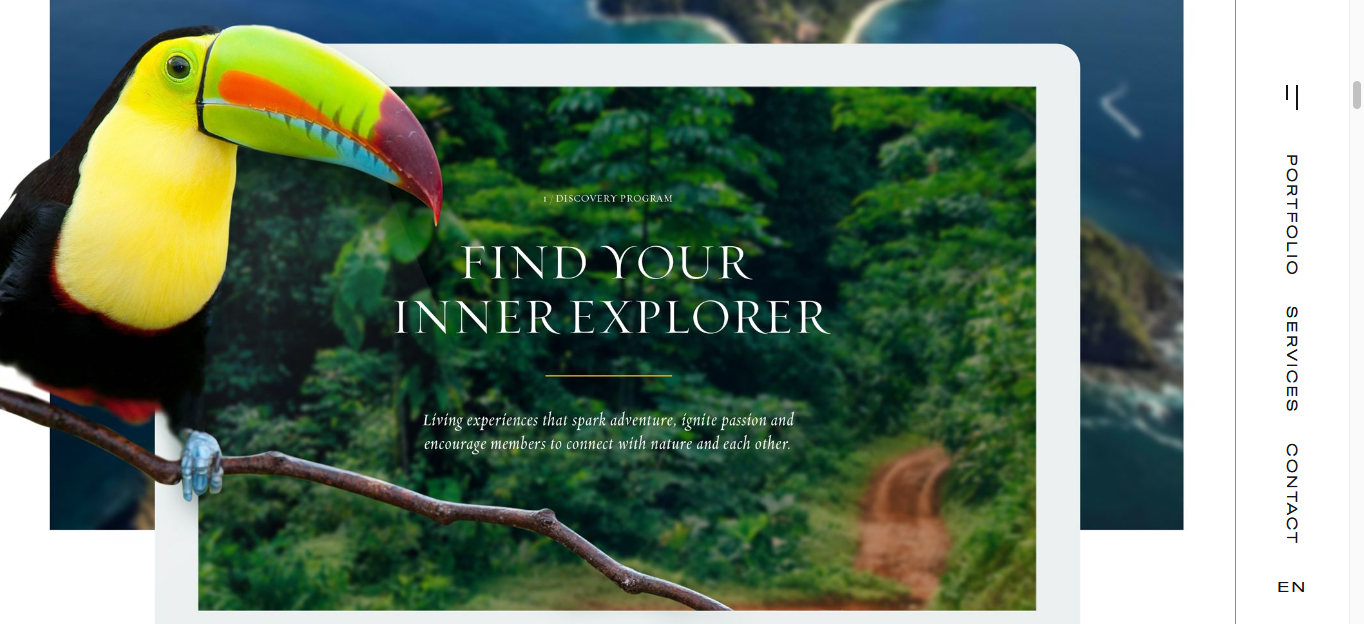 1 / DISCOVERY PROGRAM
FIND YOUR
INNER EXPLORER
Living experiences that spark adventure, ignite passion and
encourage members to connect with nature and each other.
PORTFOLIO
SERVICES
CONTACT
EN